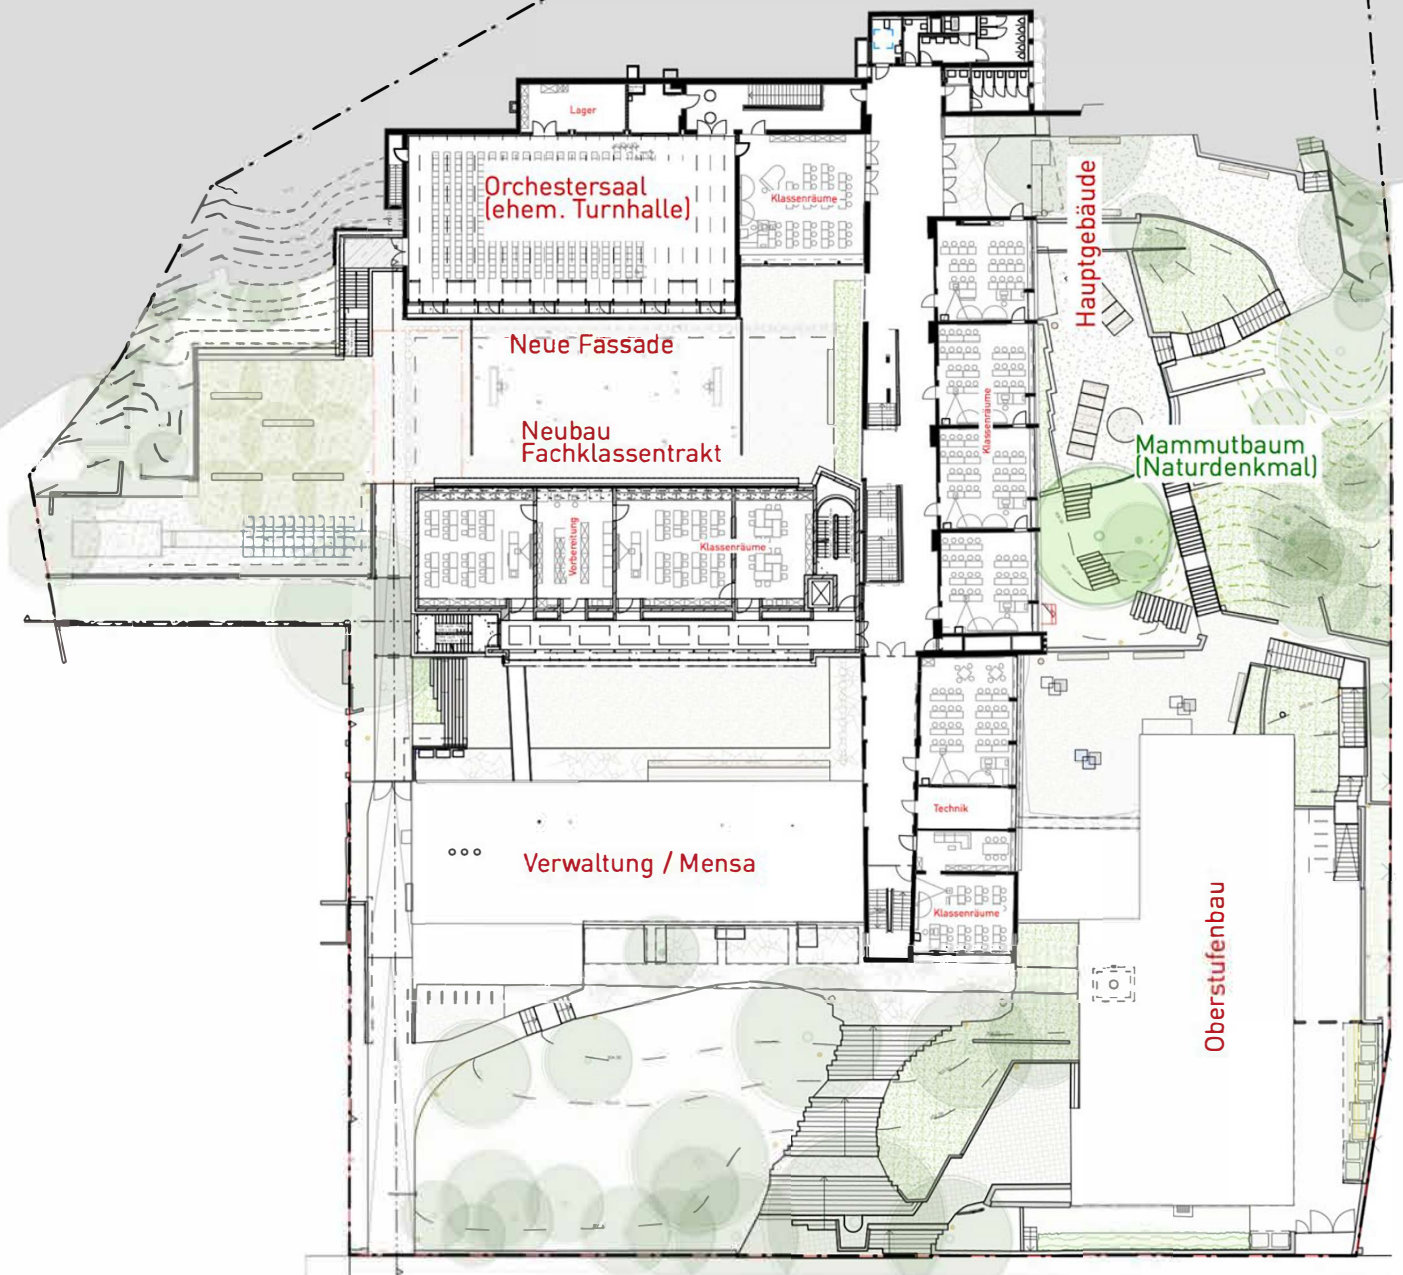 Lager
Orchestersaal
(ehem. Turnhalle)
Klassenräume
Hauptgebäude
Neue Fassade
Neubau
Fachklassentrakt
Klassenräume
Mammutbaum
(Naturdenkmal)
Vorbereitung
Klassenräume
Technik
Verwaltung / Mensa
Klassenräume
Oberstufenbau